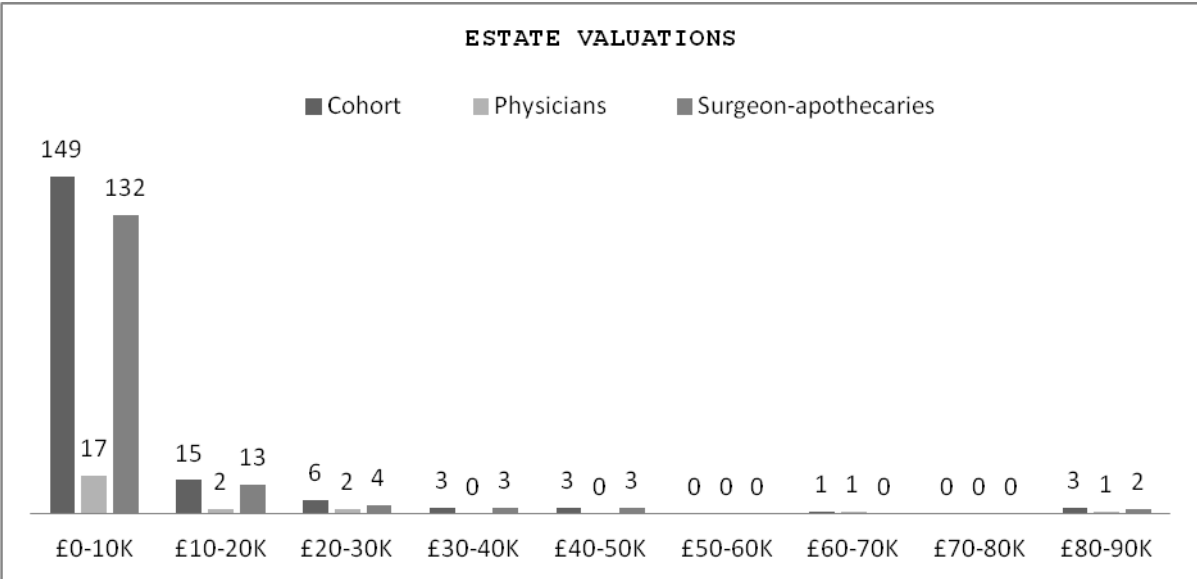 ESTATE VALUATIONS
Cohort Physicians Surgeon-apothecaries
149 17 132 15 2 13 6 2 4 3 0 3 3 0 3 0 0 0 1 1 0 0 0 0 3 1 2
£0-10K £10-20K £20-30K £30-40K £40-50K £50-60K £60-70K £70-80K £80-90K